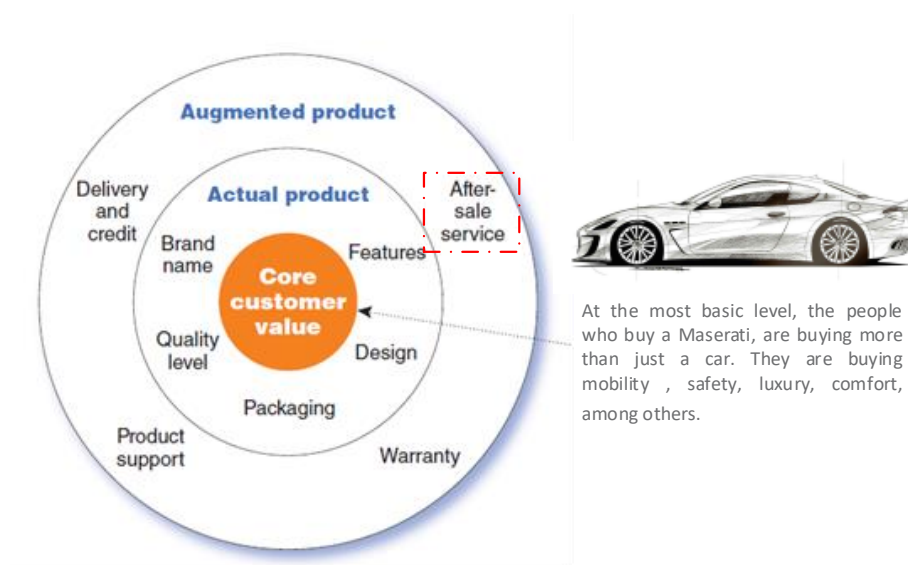 Augmented product
Delivery
and
credit
Actual product
After-
sale
service
Brand
name
Features
Core
customer
value
Quality
level
Design
Packaging
Product
support
Warranty
At the most basic level, the people
who buy a Maserati, are buying more
than just a car. They are buying
mobility , safety, luxury, comfort,
among others.